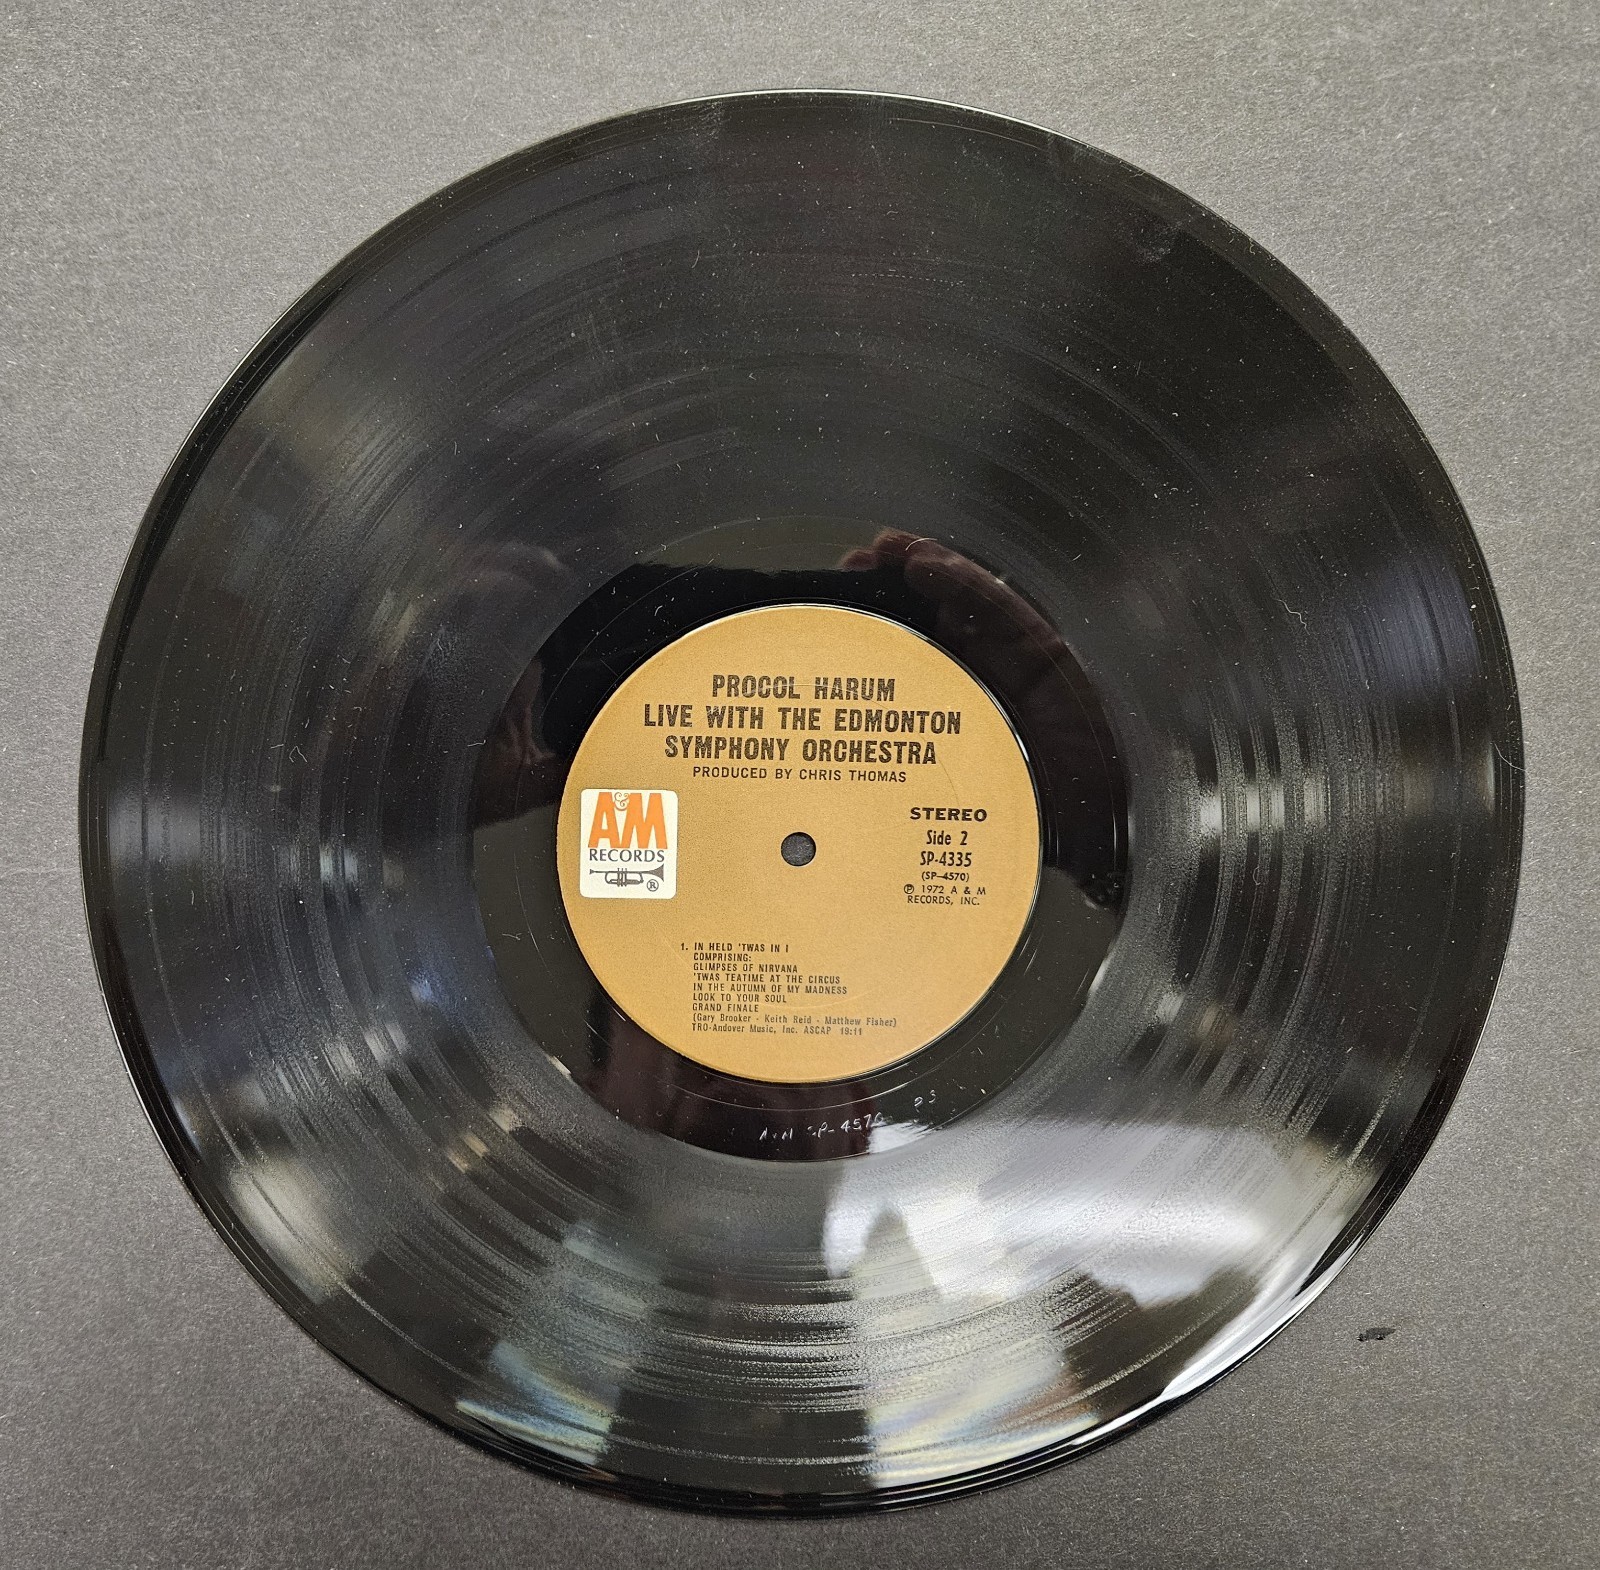 PROCOL HARUM
LIVE WITH THE EDMONTON
SYMPHONY ORCHESTRA
PRODUCED BY CHRIS THOMAS
A&M
RECORDS
®
STEREO
Side 2
SP-4335
(SP-4570)
℗ 1972 A & M
RECORDS, INC.
1. IN HELD 'TWAS IN I
COMPRISING:
GLIMPSES OF NIRVANA
'TWAS TEATIME AT THE CIRCUS
IN THE AUTUMN OF MY MADNESS
LOOK TO YOUR SOUL
GRAND FINALE
(Gary Brooker - Keith Reid - Matthew Fisher)
TRO-Andover Music, Inc. ASCAP 19:11
SP-4570